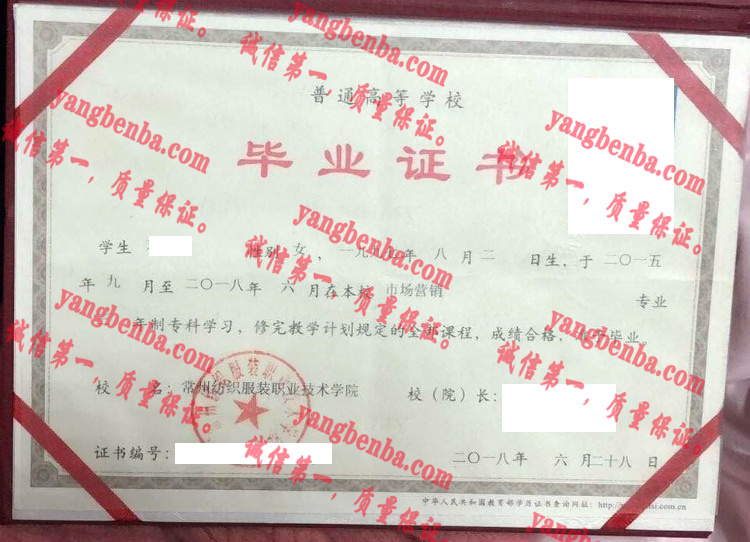 普通高等学校
毕业证书
学生 性别 女，一九九七年 八 月 二 日生，于 二〇一五
年 九 月至 二〇一八年 六 月在本校 市场营销 专业
年制专科学习，修完教学计划规定的全部课程，成绩合格，准予毕业。
校 名：常州纺织服装职业技术学院 校（院）长：
证书编号：
二〇一八年 六 月二十八日
中华人民共和国教育部学历证书查询网址：
yangbenba.com
诚信第一，质量保证。